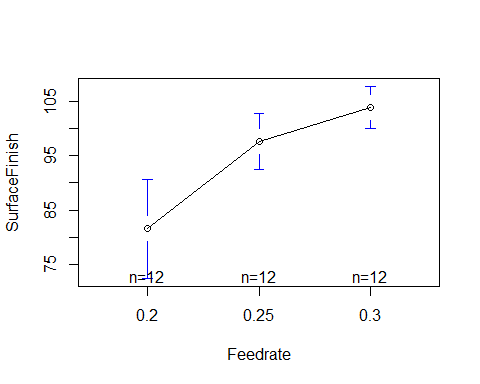 SurfaceFinish
105
95
85
75
n=12 n=12 n=12
0.2 0.25 0.3
Feedrate